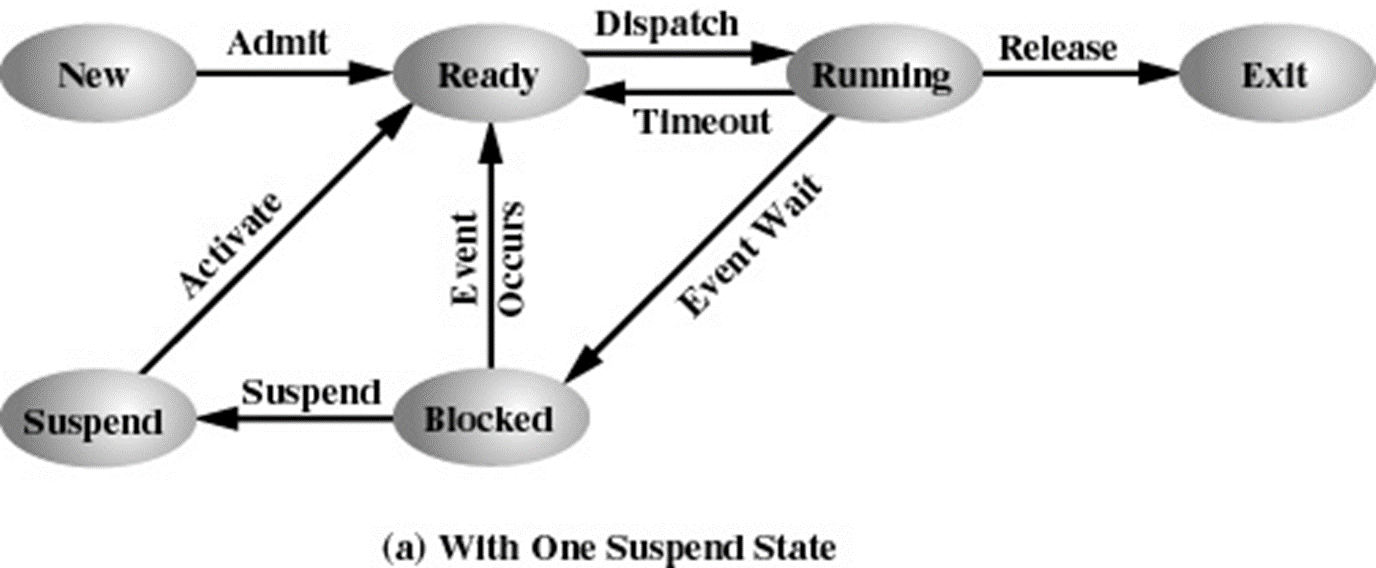 Admit
Dispatch
Release
New
Ready
Running
Exit
Timeout
Activate
Event
Occurs
Event Wait
Suspend
Suspend
Blocked
(a) With One Suspend State